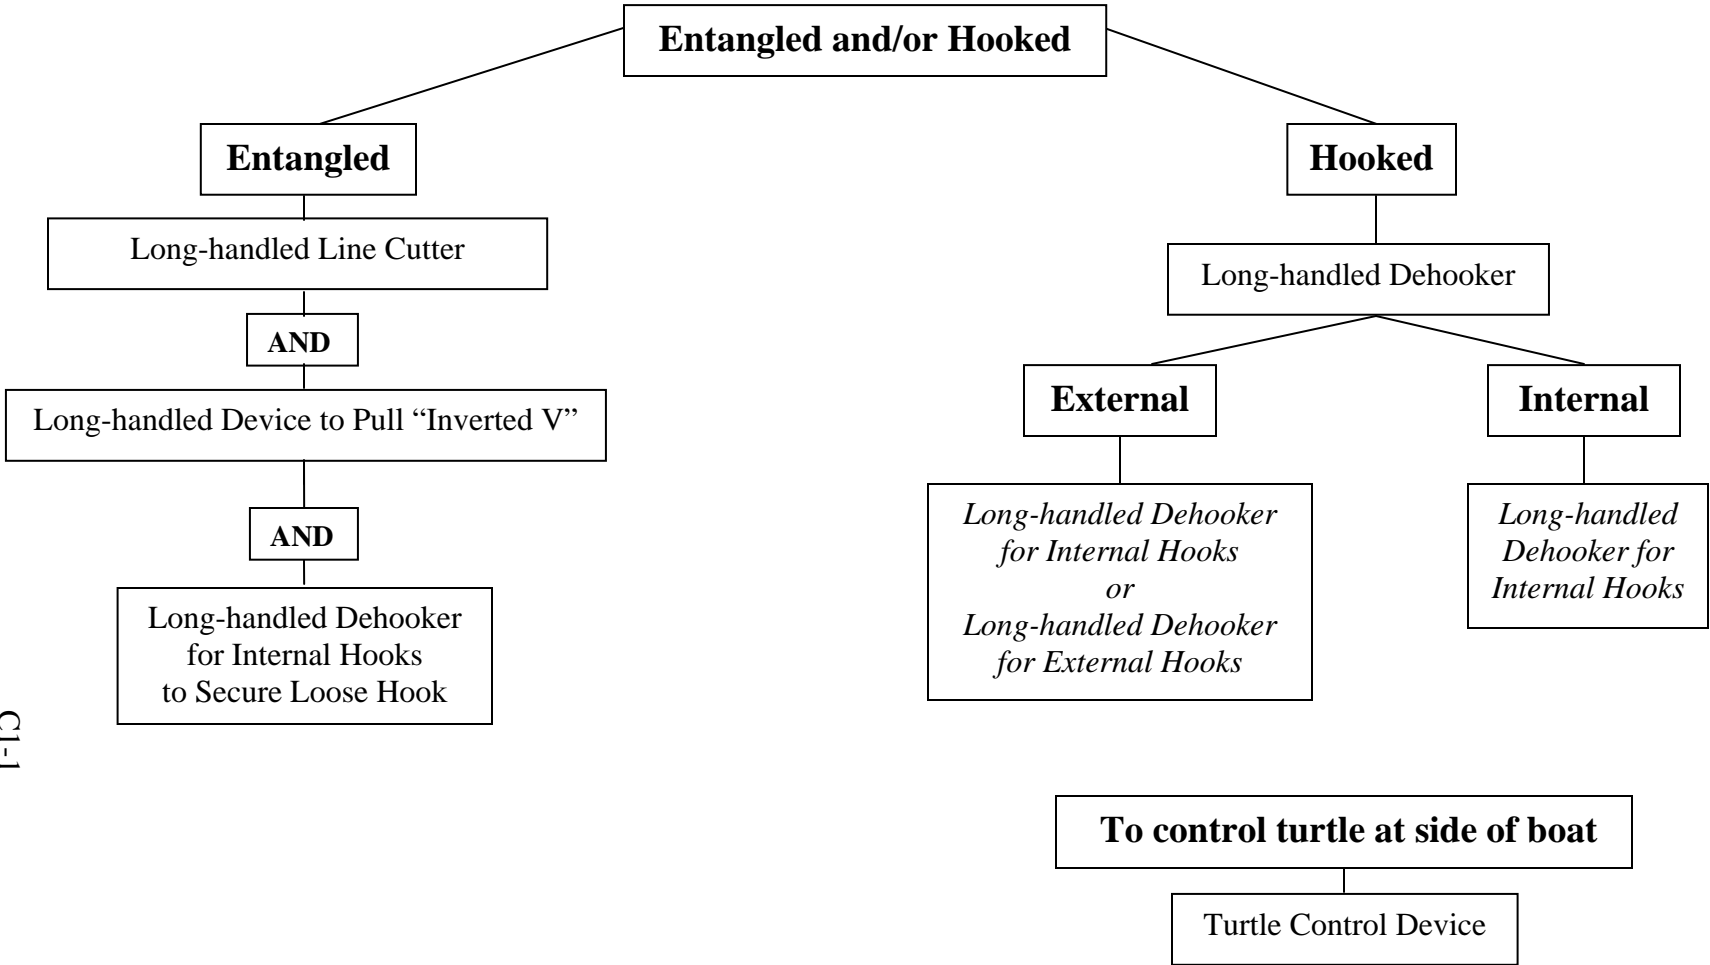 Entangled and/or Hooked
Entangled
Long-handled Line Cutter
AND
Long-handled Device to Pull “Inverted V”
AND
Long-handled Dehooker
for Internal Hooks
to Secure Loose Hook
Hooked
Long-handled Dehooker
External
Long-handled Dehooker
for Internal Hooks
or
Long-handled Dehooker
for External Hooks
Internal
Long-handled
Dehooker for
Internal Hooks
To control turtle at side of boat
Turtle Control Device
C1-1